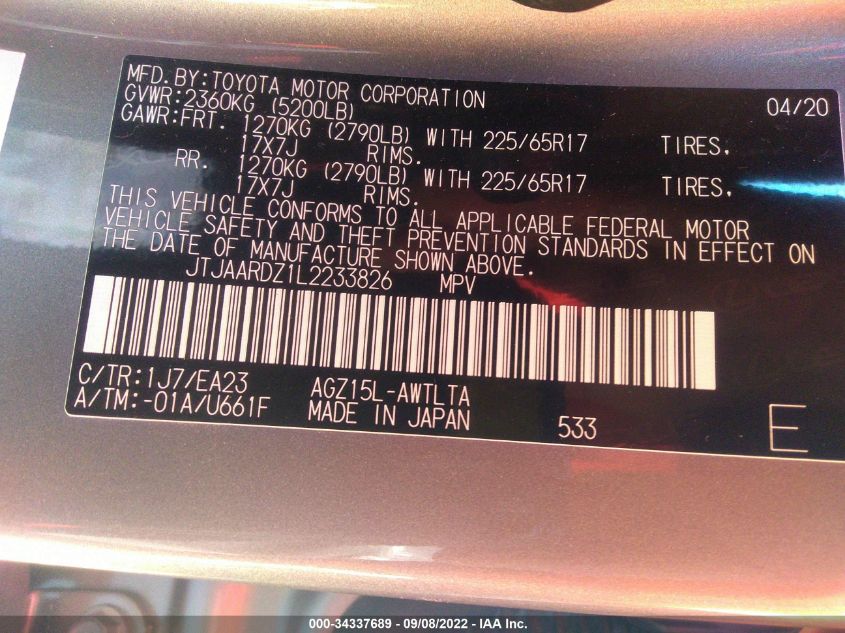 MFD. BY: TOYOTA MOTOR CORPORATION 04/20
GVWR: 2360KG (5200LB)
GAWR: FRT. 1270KG (2790LB) WITH 225/65R17 TIRES.
17X7J RIMS.
RR. 1270KG (2790LB) WITH 225/65R17 TIRES.
17X7J RIMS.
THIS VEHICLE CONFORMS TO ALL APPLICABLE FEDERAL MOTOR
VEHICLE SAFETY AND THEFT PREVENTION STANDARDS IN EFFECT ON
THE DATE OF MANUFACTURE SHOWN ABOVE.
JTJAARDZ1L2233826 MPV
C/TR: 1J7/EA23 AGZ15L-AWTLTA
A/TM: -01A/U661F MADE IN JAPAN 533 E
000-34337689 - 09/08/2022 - IAA Inc.